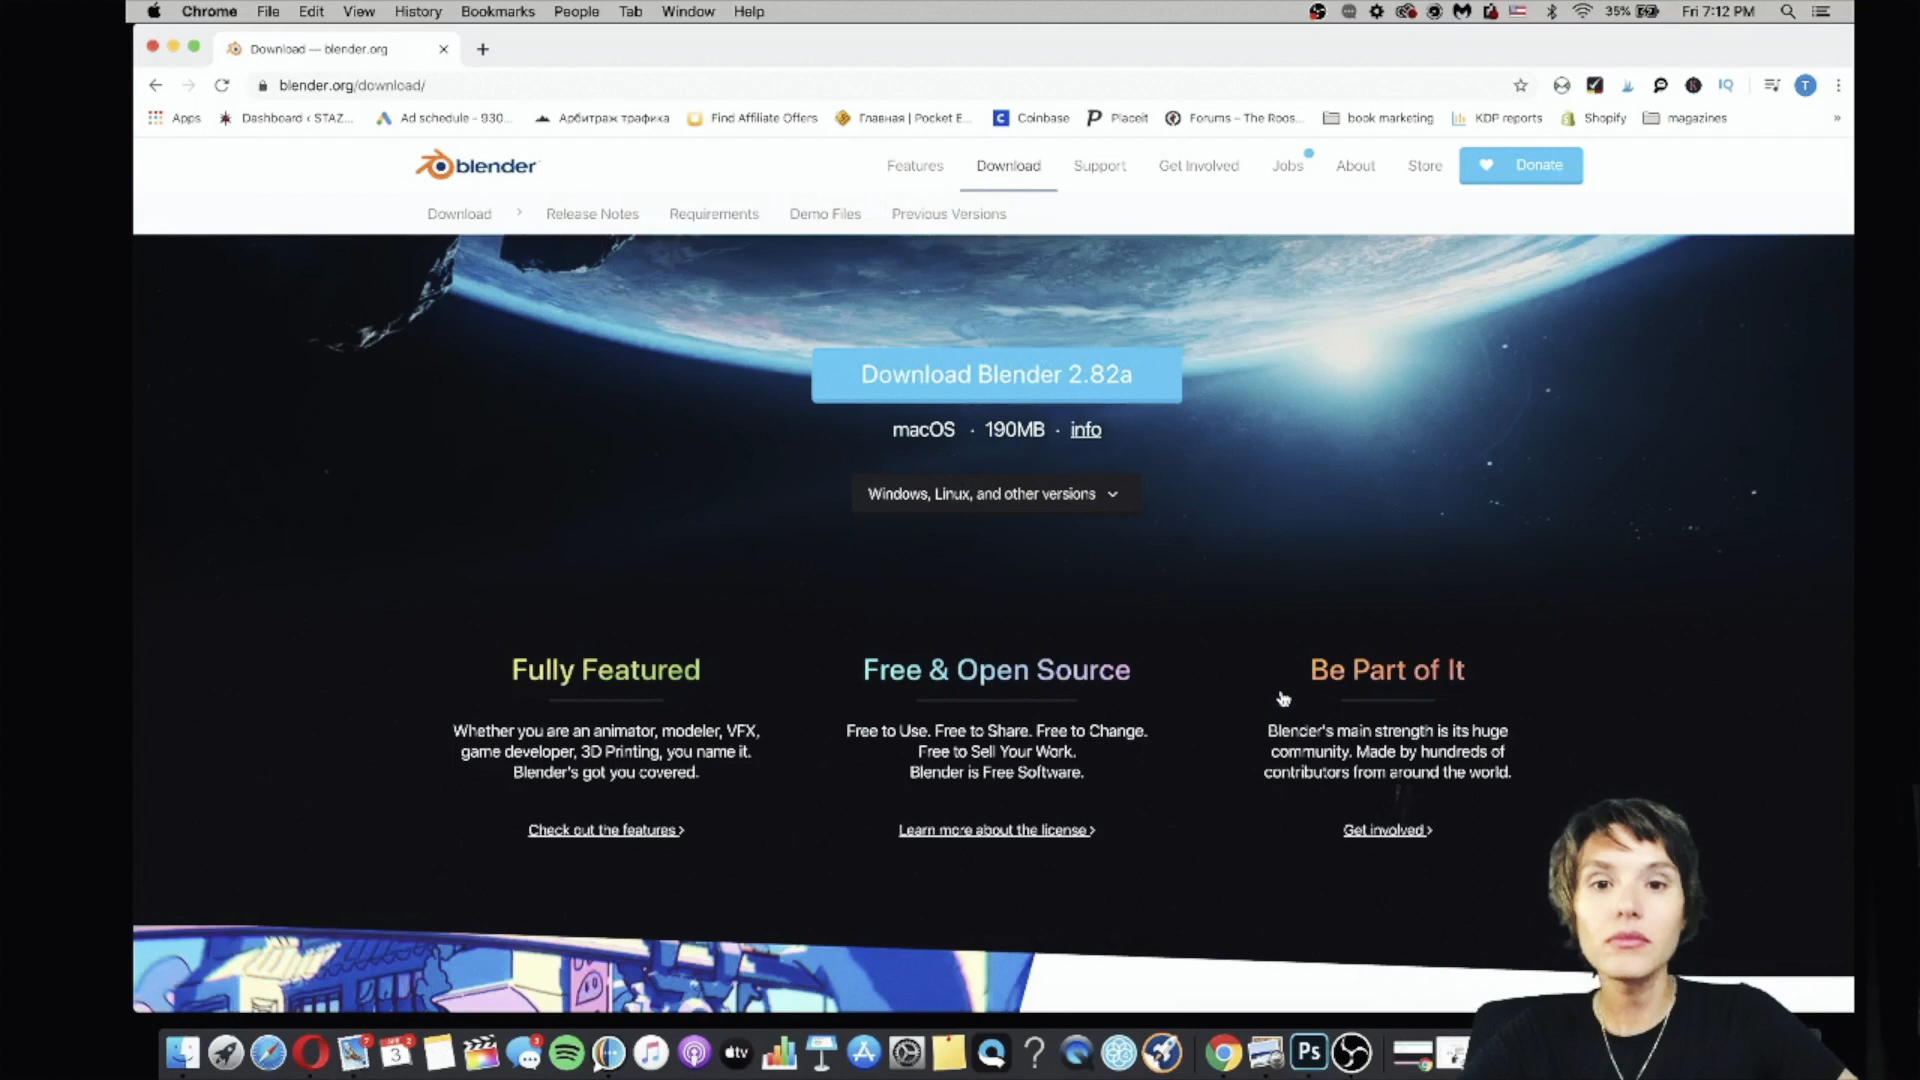 Chrome File Edit View History Bookmarks People Tab Window Help
35% Fri 7:12 PM
Download — blender.org
blender.org/download/
T
Apps Dashboard ‹ STAZ... Ad schedule - 930... Арбитраж трафика Find Affiliate Offers Главная | Pocket E... Coinbase Placeit Forums – The Roos... book marketing KDP reports Shopify magazines »
blender Features Download Support Get Involved Jobs About Store Donate
Download Release Notes Requirements Demo Files Previous Versions
Download Blender 2.82a
macOS · 190MB · info
Windows, Linux, and other versions
Fully Featured
Whether you are an animator, modeler, VFX,
game developer, 3D Printing, you name it.
Blender's got you covered.
Check out the features ›
Free & Open Source
Free to Use. Free to Share. Free to Change.
Free to Sell Your Work.
Blender is Free Software.
Learn more about the license ›
Be Part of It
Blender's main strength is its huge
community. Made by hundreds of
contributors from around the world.
Get involved ›
tv
Ps